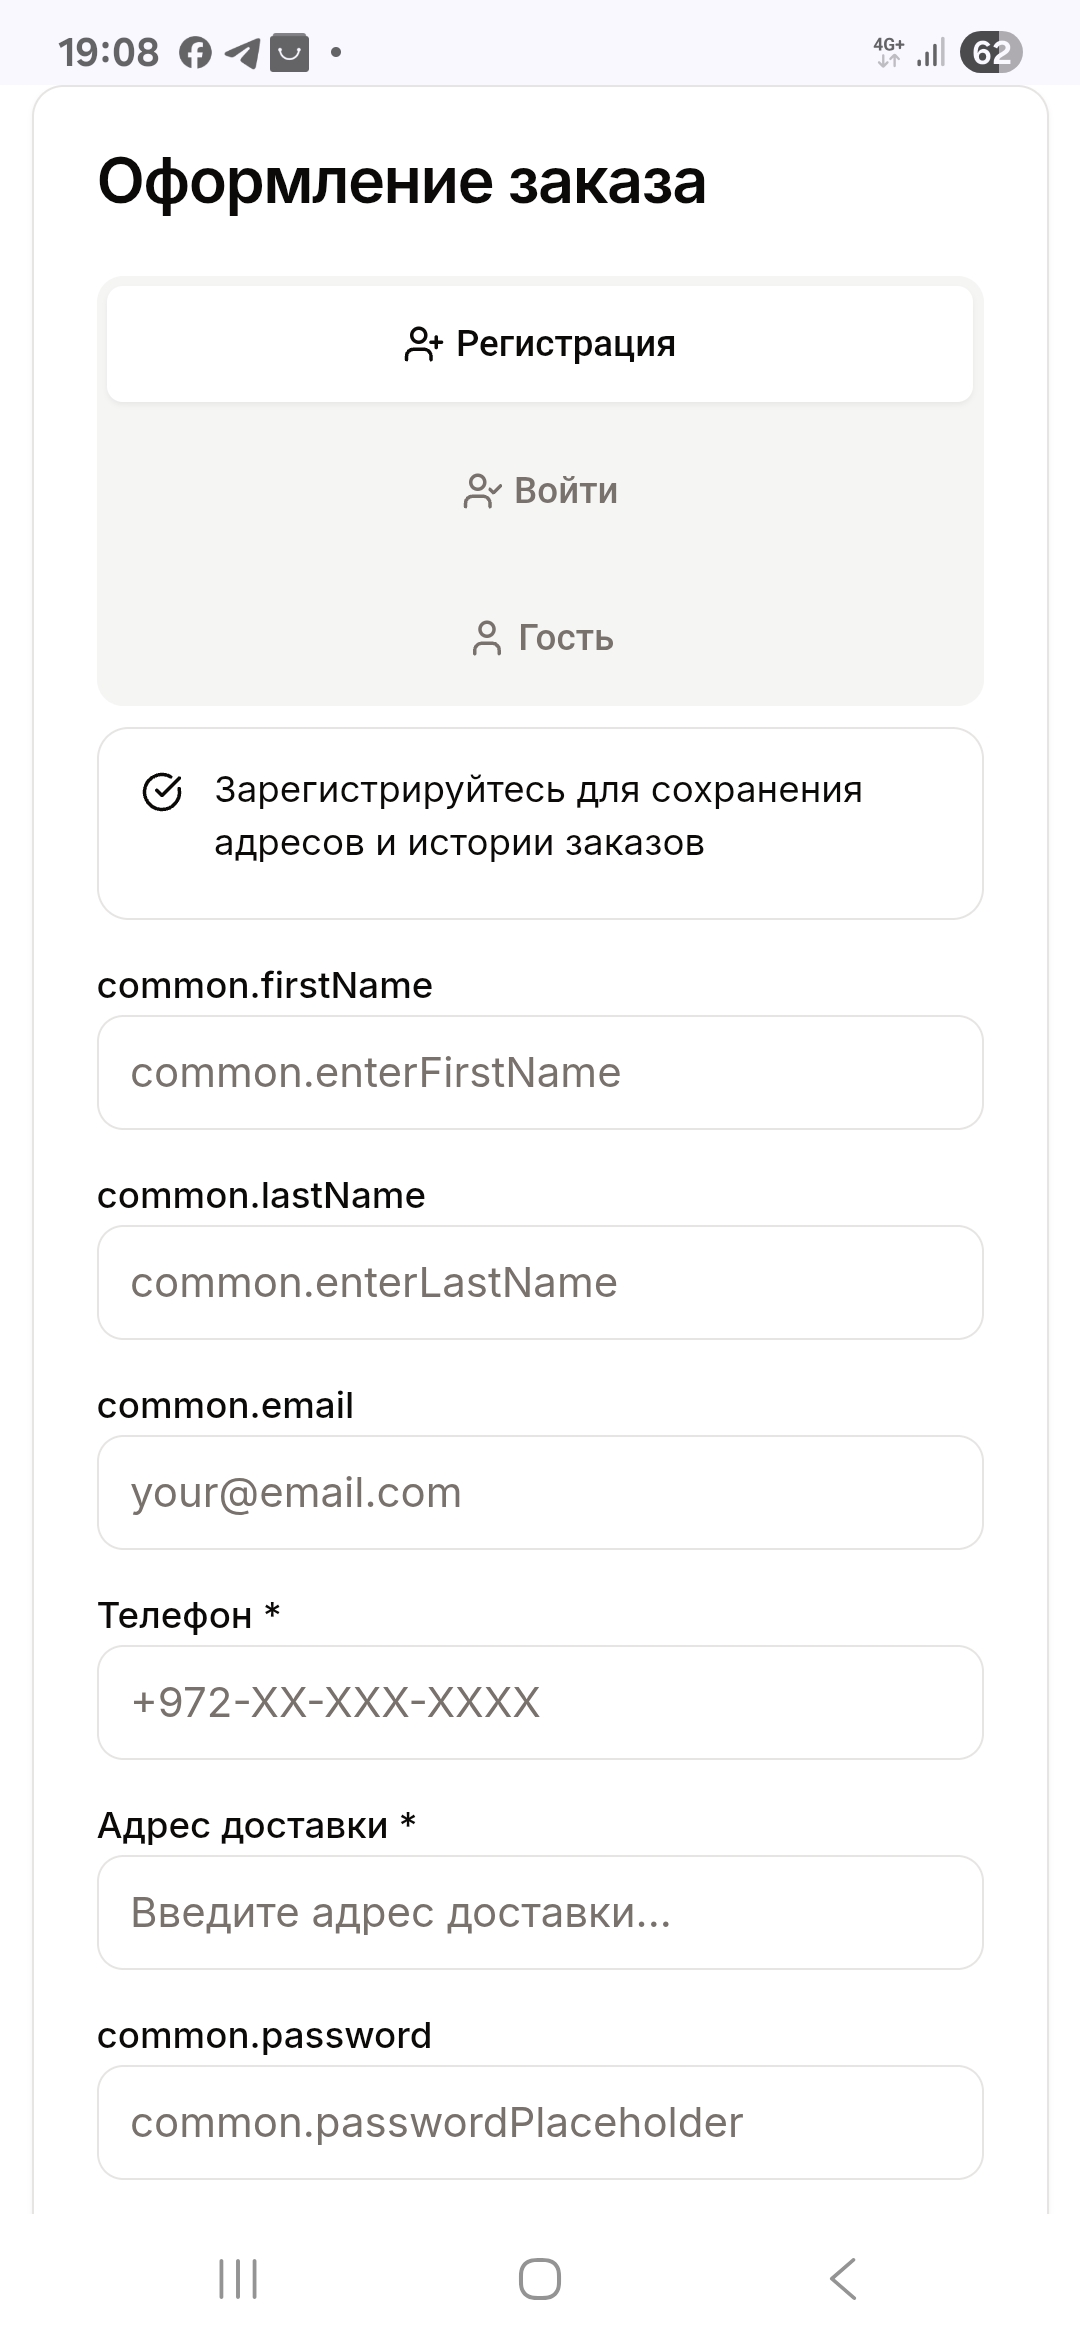 19:08
4G+
62
Оформление заказа
Регистрация
Войти
Гость
Зарегистрируйтесь для сохранения
адресов и истории заказов
common.firstName
common.enterFirstName
common.lastName
common.enterLastName
common.email
your@email.com
Телефон *
+972-XX-XXX-XXXX
Адрес доставки *
Введите адрес доставки...
common.password
common.passwordPlaceholder